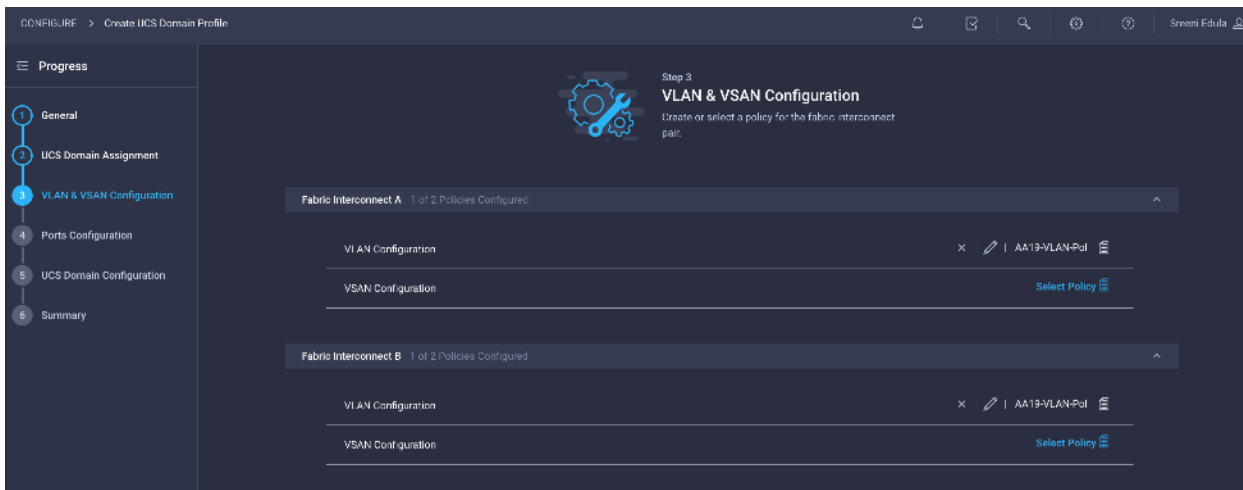 CONFIGURE > Create UCS Domain Profile
Sreeni Edula
Progress
1 General
2 UCS Domain Assignment
3 VLAN & VSAN Configuration
4 Ports Configuration
5 UCS Domain Configuration
6 Summary
Step 3
VLAN & VSAN Configuration
Create or select a policy for the fabric interconnect
pair.
Fabric Interconnect A 1 of 2 Policies Configured
VLAN Configuration × | AA19-VLAN-Pol
VSAN Configuration Select Policy
Fabric Interconnect B 1 of 2 Policies Configured
VLAN Configuration × | AA19-VLAN-Pol
VSAN Configuration Select Policy